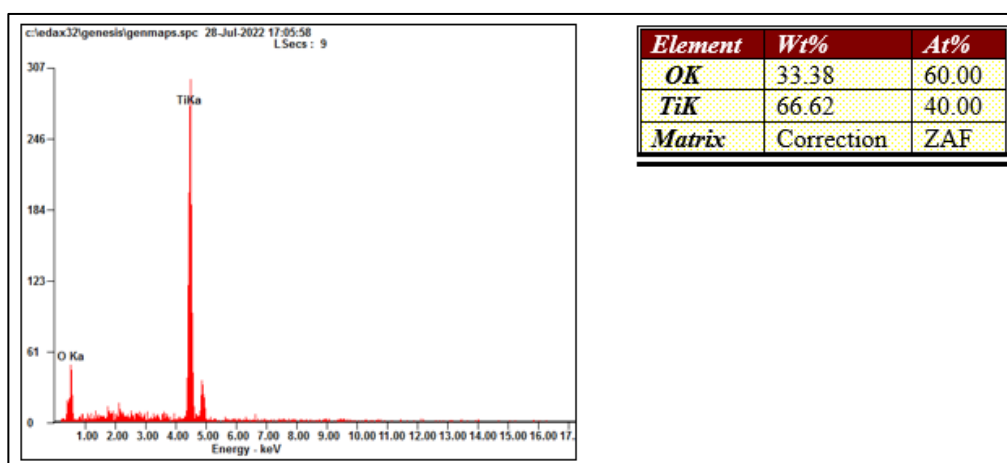 c:\edax32\genesis\genmaps.spc 28-Jul-2022 17:05:58
LSecs : 9
307
TiKa
246
184
123
61
O Ka
0
1.00 2.00 3.00 4.00 5.00 6.00 7.00 8.00 9.00 10.00 11.00 12.00 13.00 14.00 15.00 16.00 17.
Energy - keV
Element Wt% At%
OK 33.38 60.00
TiK 66.62 40.00
Matrix Correction ZAF